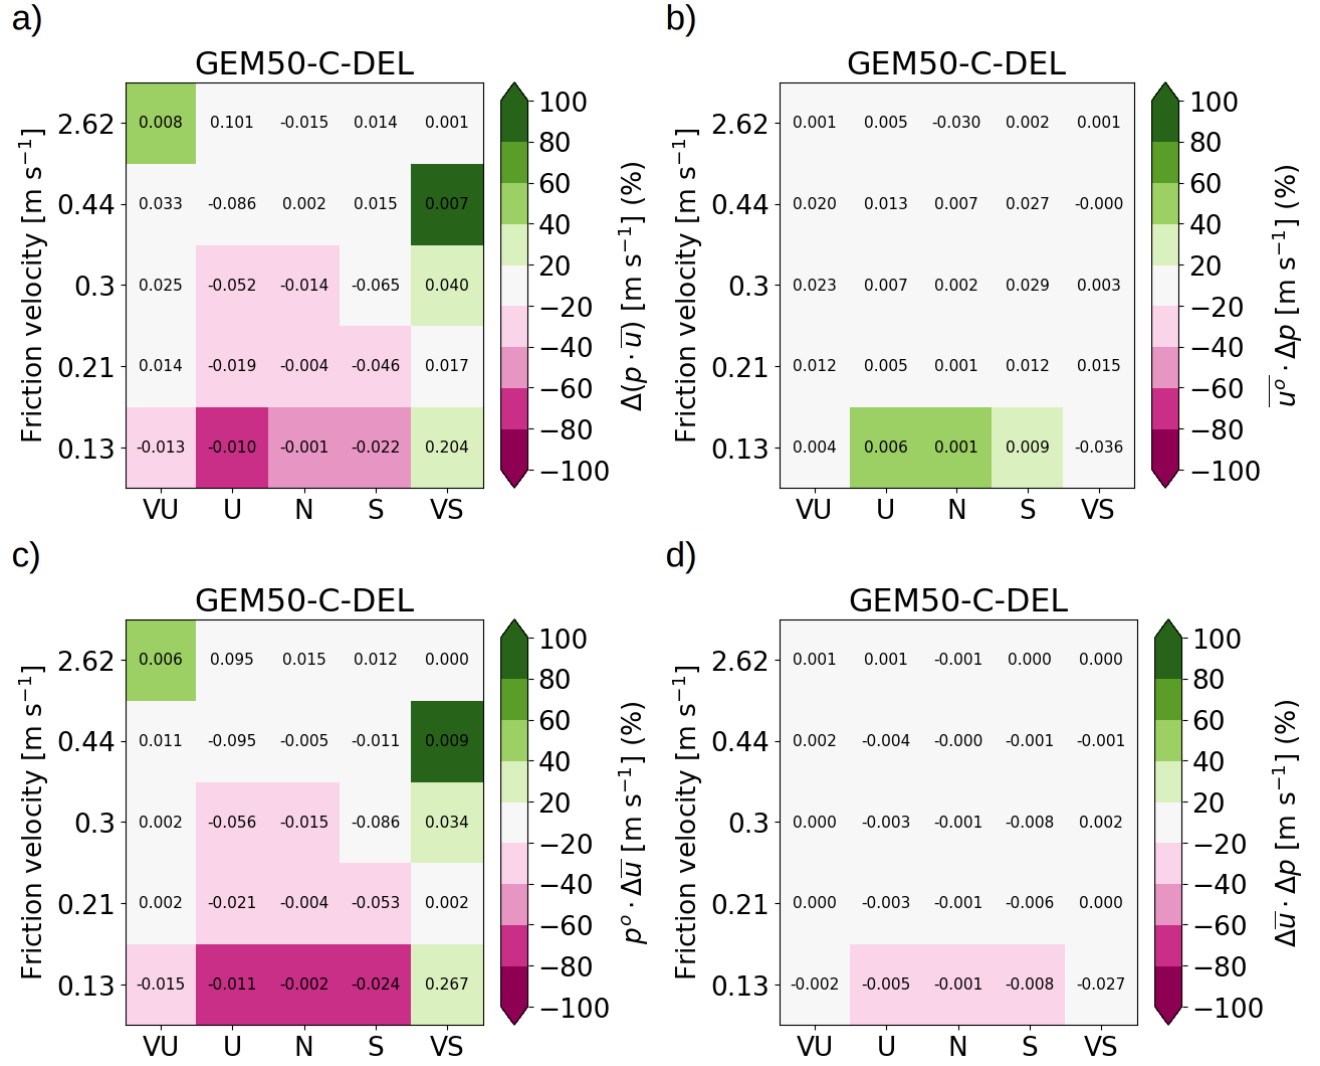 a)
GEM50-C-DEL
Friction velocity [m s⁻¹]
2.62 0.008 0.101 -0.015 0.014 0.001
0.44 0.033 -0.086 0.002 0.015 0.007
0.3 0.025 -0.052 -0.014 -0.065 0.040
0.21 0.014 -0.019 -0.004 -0.046 0.017
0.13 -0.013 -0.010 -0.001 -0.022 0.204
VU U N S VS
100
80
60
40
20
−20
−40
−60
−80
−100
Δ(p · u̅) [m s⁻¹] (%)
b)
GEM50-C-DEL
Friction velocity [m s⁻¹]
2.62 0.001 0.005 -0.030 0.002 0.001
0.44 0.020 0.013 0.007 0.027 -0.000
0.3 0.023 0.007 0.002 0.029 0.003
0.21 0.012 0.005 0.001 0.012 0.015
0.13 0.004 0.006 0.001 0.009 -0.036
VU U N S VS
100
80
60
40
20
−20
−40
−60
−80
−100
u̅ᵒ · Δp [m s⁻¹] (%)
c)
GEM50-C-DEL
Friction velocity [m s⁻¹]
2.62 0.006 0.095 0.015 0.012 0.000
0.44 0.011 -0.095 -0.005 -0.011 0.009
0.3 0.002 -0.056 -0.015 -0.086 0.034
0.21 0.002 -0.021 -0.004 -0.053 0.002
0.13 -0.015 -0.011 -0.002 -0.024 0.267
VU U N S VS
100
80
60
40
20
−20
−40
−60
−80
−100
pᵒ · Δu̅ [m s⁻¹] (%)
d)
GEM50-C-DEL
Friction velocity [m s⁻¹]
2.62 0.001 0.001 -0.001 0.000 0.000
0.44 0.002 -0.004 -0.000 -0.001 -0.001
0.3 0.000 -0.003 -0.001 -0.008 0.002
0.21 0.000 -0.003 -0.001 -0.006 0.000
0.13 -0.002 -0.005 -0.001 -0.008 -0.027
VU U N S VS
100
80
60
40
20
−20
−40
−60
−80
−100
Δu̅ · Δp [m s⁻¹] (%)